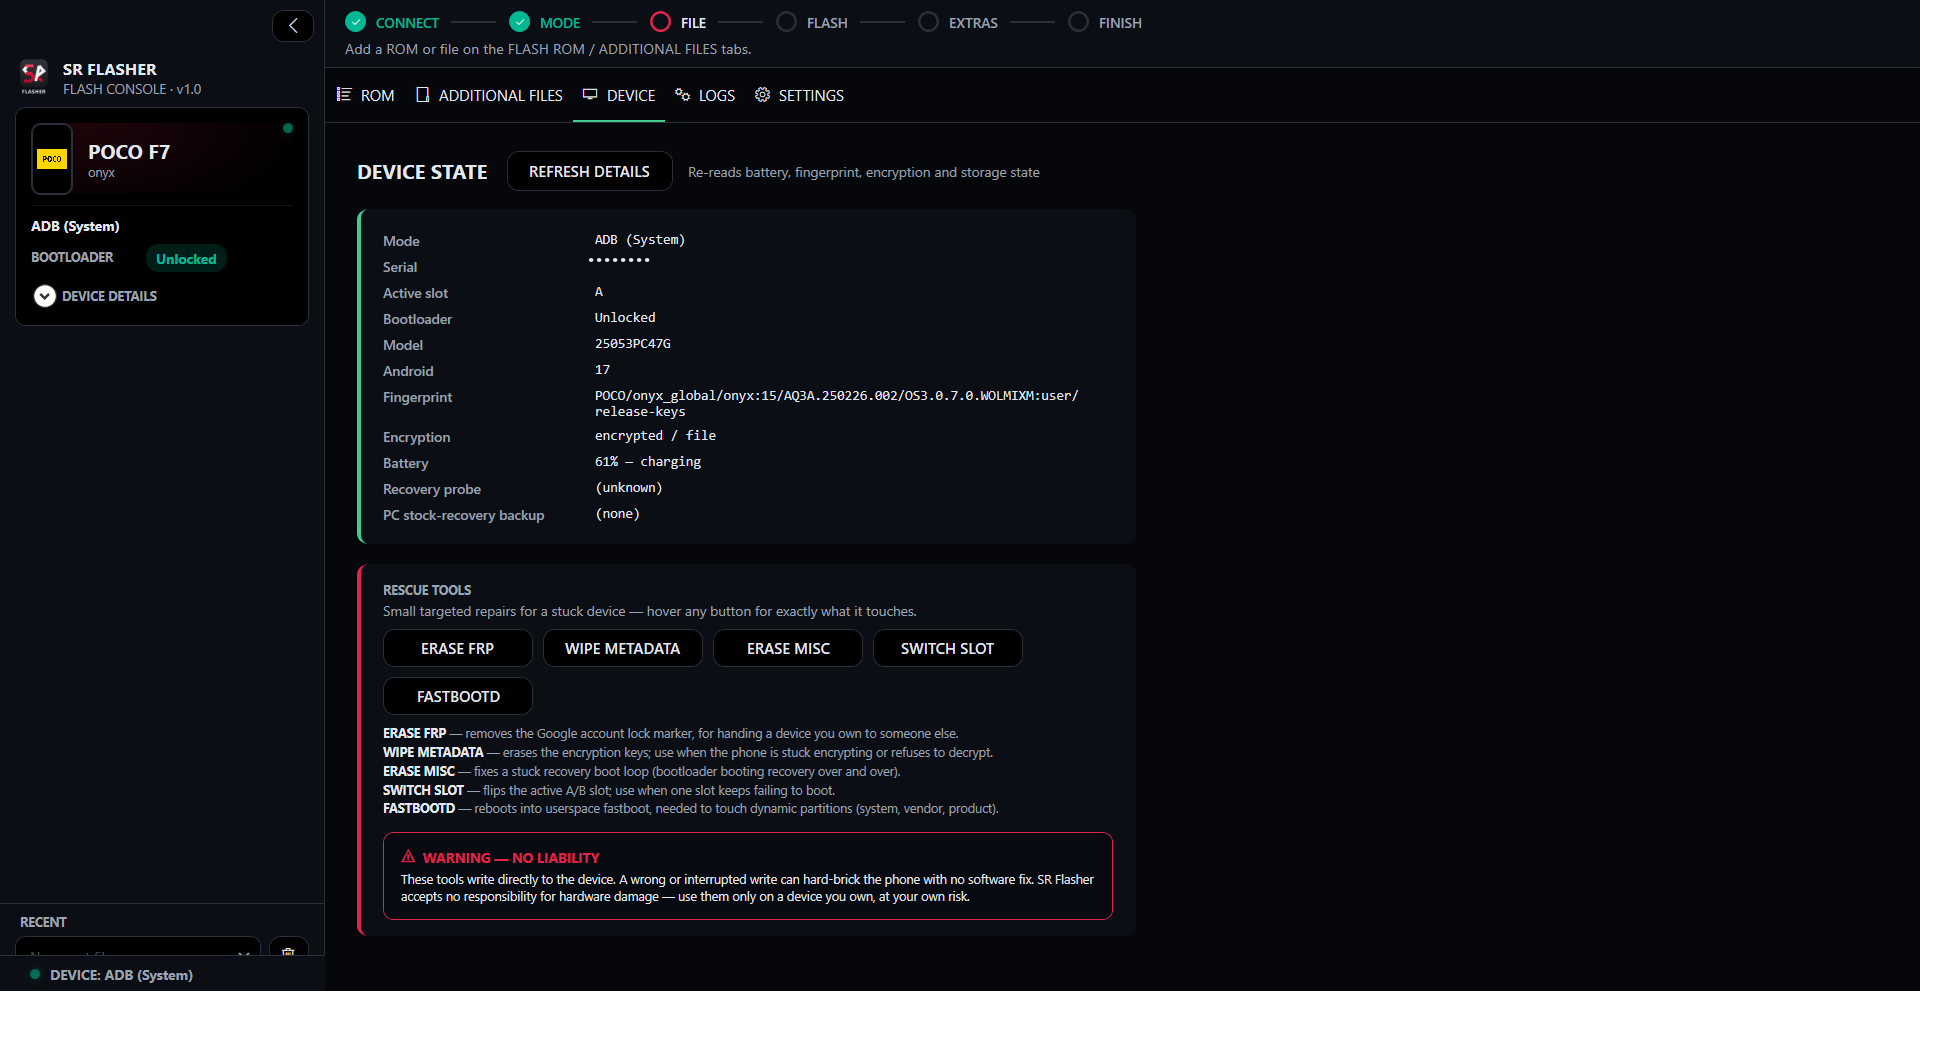 CONNECT
MODE
FILE
FLASH
EXTRAS
FINISH
Add a ROM or file on the FLASH ROM / ADDITIONAL FILES tabs.
SR FLASHER
FLASH CONSOLE · v1.0
SP
FLASHER
ROM
ADDITIONAL FILES
DEVICE
LOGS
SETTINGS
POCO
POCO F7
onyx
ADB (System)
BOOTLOADER
Unlocked
DEVICE DETAILS
DEVICE STATE
REFRESH DETAILS
Re-reads battery, fingerprint, encryption and storage state
Mode
ADB (System)
Serial
••••••••
Active slot
A
Bootloader
Unlocked
Model
25053PC47G
Android
17
Fingerprint
POCO/onyx_global/onyx:15/AQ3A.250226.002/OS3.0.7.0.WOLMIXM:user/
release-keys
Encryption
encrypted / file
Battery
61% — charging
Recovery probe
(unknown)
PC stock-recovery backup
(none)
RESCUE TOOLS
Small targeted repairs for a stuck device — hover any button for exactly what it touches.
ERASE FRP
WIPE METADATA
ERASE MISC
SWITCH SLOT
FASTBOOTD
ERASE FRP — removes the Google account lock marker, for handing a device you own to someone else.
WIPE METADATA — erases the encryption keys; use when the phone is stuck encrypting or refuses to decrypt.
ERASE MISC — fixes a stuck recovery boot loop (bootloader booting recovery over and over).
SWITCH SLOT — flips the active A/B slot; use when one slot keeps failing to boot.
FASTBOOTD — reboots into userspace fastboot, needed to touch dynamic partitions (system, vendor, product).
WARNING — NO LIABILITY
These tools write directly to the device. A wrong or interrupted write can hard-brick the phone with no software fix. SR Flasher
accepts no responsibility for hardware damage — use them only on a device you own, at your own risk.
RECENT
DEVICE: ADB (System)